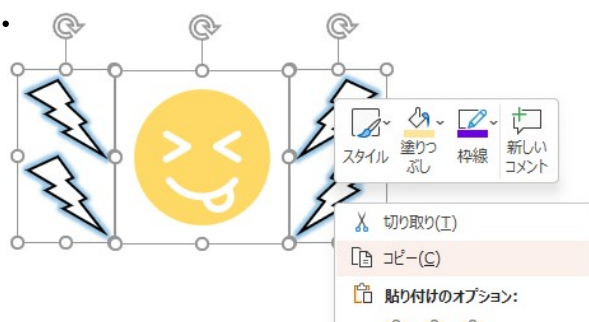 スタイル
塗りつ
ぶし
枠線
新しい
コメント
切り取り(T)
コピー(C)
貼り付けのオプション: